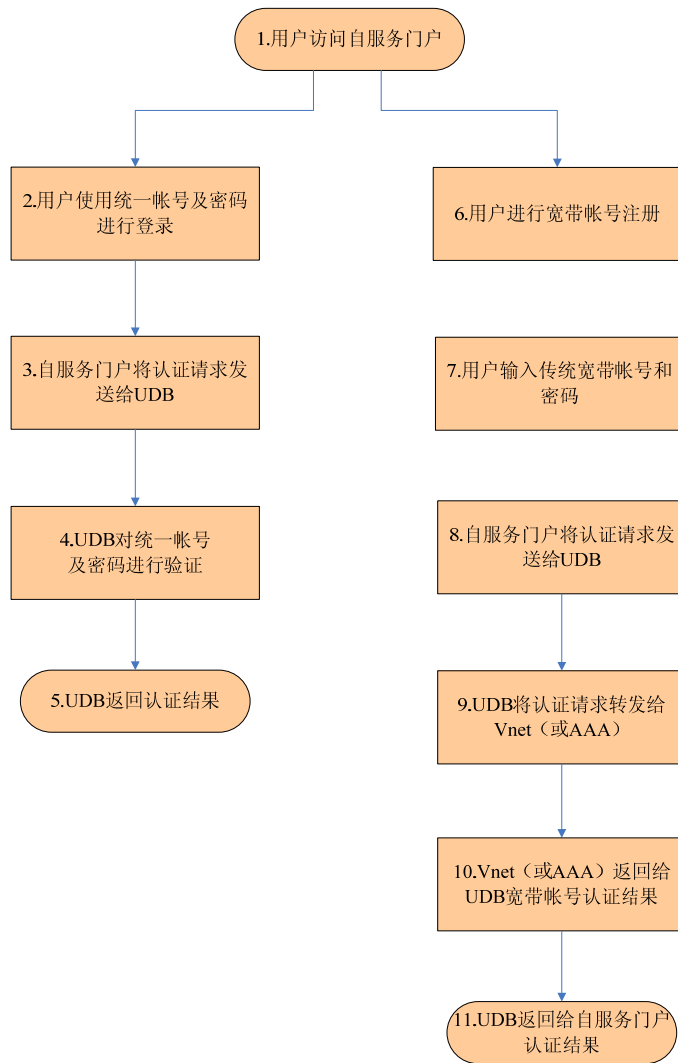 1.用户访问自服务门户
2.用户使用统一帐号及密码
进行登录
3.自服务门户将认证请求发
送给UDB
4.UDB对统一帐号
及密码进行验证
5.UDB返回认证结果
6.用户进行宽带帐号注册
7.用户输入传统宽带帐号和
密码
8.自服务门户将认证请求发
送给UDB
9.UDB将认证请求转发给
Vnet（或AAA）
10.Vnet（或AAA）返回给
UDB宽带帐号认证结果
11.UDB返回给自服务门户
认证结果